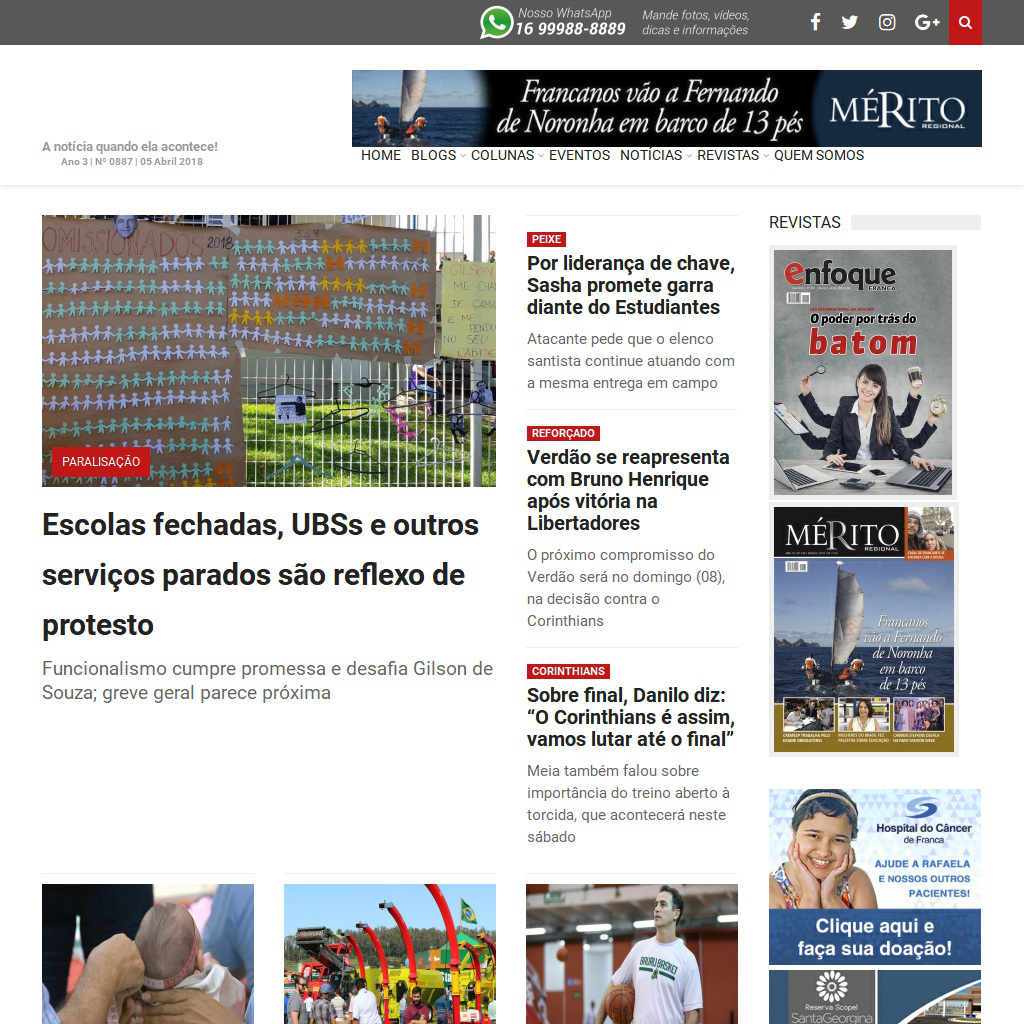 Nosso WhatsApp
16 99988-8889
Mande fotos, vídeos,
dicas e informações
Francanos vão a Fernando
de Noronha em barco de 13 pés
MÉRITO
REGIONAL
A notícia quando ela acontece!
Ano 3 | Nº 0887 | 05 Abril 2018
HOME BLOGS COLUNAS EVENTOS NOTÍCIAS REVISTAS QUEM SOMOS
OMISSIONADOS
2018
GILSON,
PARALISAÇÃO
Escolas fechadas, UBSs e outros
serviços parados são reflexo de
protesto
Funcionalismo cumpre promessa e desafia Gilson de
Souza; greve geral parece próxima
PEIXE
Por liderança de chave,
Sasha promete garra
diante do Estudiantes
Atacante pede que o elenco
santista continue atuando com
a mesma entrega em campo
REFORÇADO
Verdão se reapresenta
com Bruno Henrique
após vitória na
Libertadores
O próximo compromisso do
Verdão será no domingo (08),
na decisão contra o
Corinthians
CORINTHIANS
Sobre final, Danilo diz:
“O Corinthians é assim,
vamos lutar até o final”
Meia também falou sobre
importância do treino aberto à
torcida, que acontecerá neste
sábado
REVISTAS
enfoque
FRANCA
O poder por trás do
batom
MÉRITO
REGIONAL
Francanos
vão a Fernando
de Noronha
em barco
de 13 pés
Hospital do Câncer
de Franca
AJUDE A RAFAELA
E NOSSOS OUTROS
PACIENTES!
Clique aqui e
faça sua doação!
Reserva Scopel
SantaGeorgina
BAURU BASKET